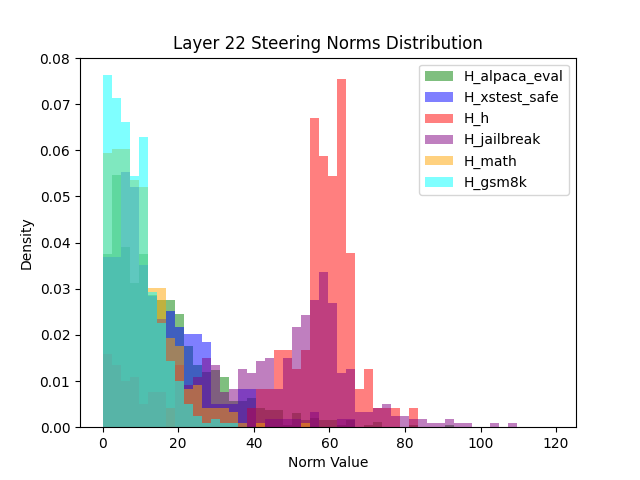 Layer 22 Steering Norms Distribution
0.08
0.07
0.06
0.05
0.04
0.03
0.02
0.01
0.00
Density
0 20 40 60 80 100 120
Norm Value
H_alpaca_eval
H_xstest_safe
H_h
H_jailbreak
H_math
H_gsm8k